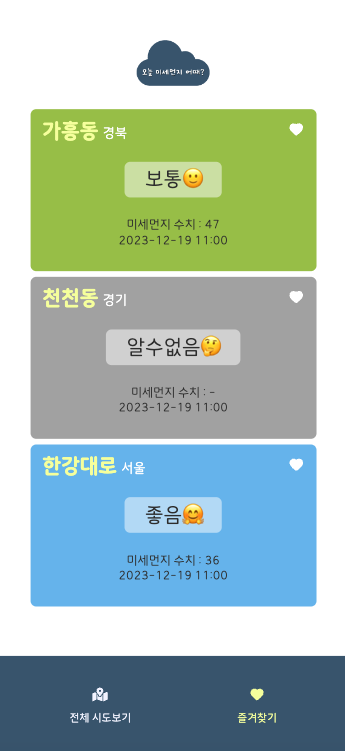 오늘 미세먼지 어때?
가흥동 경북
보통🙂
미세먼지 수치 : 47
2023-12-19 11:00
천천동 경기
알수없음🤔
미세먼지 수치 : -
2023-12-19 11:00
한강대로 서울
좋음🤗
미세먼지 수치 : 36
2023-12-19 11:00
전체 시도보기
즐겨찾기